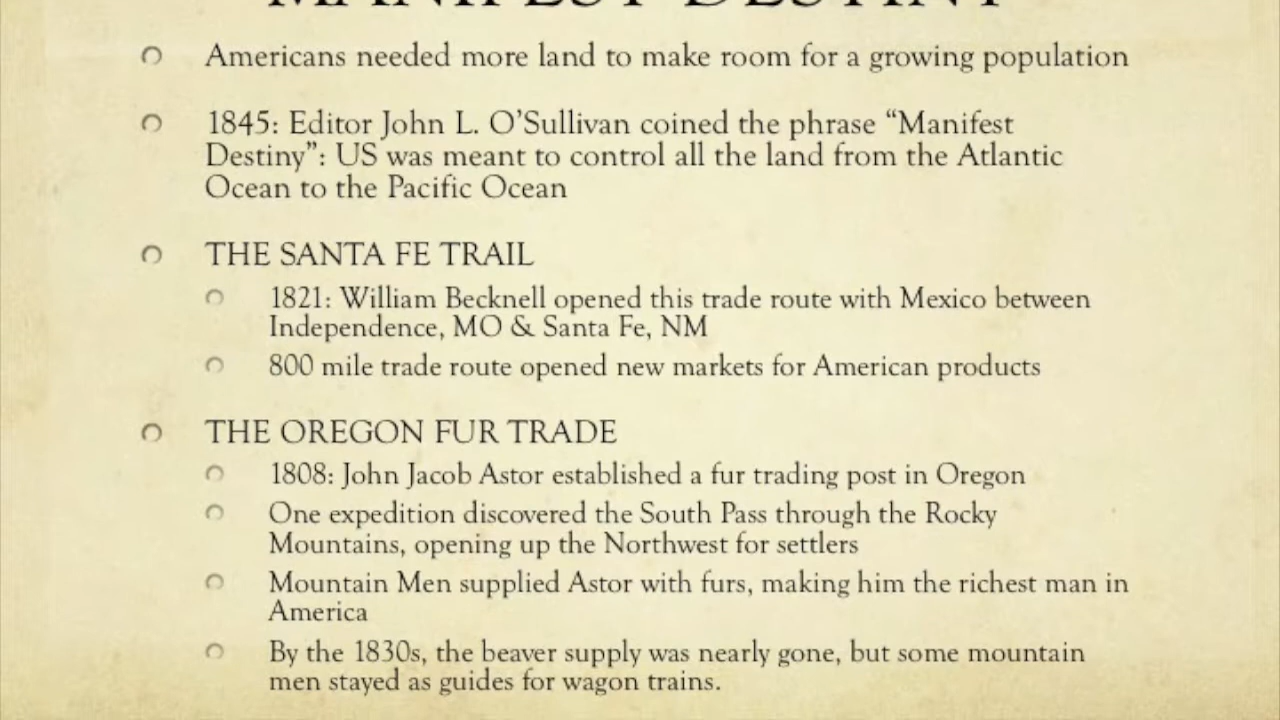 MANIFEST DESTINY
Americans needed more land to make room for a growing population
1845: Editor John L. O’Sullivan coined the phrase “Manifest
Destiny”: US was meant to control all the land from the Atlantic
Ocean to the Pacific Ocean
THE SANTA FE TRAIL
1821: William Becknell opened this trade route with Mexico between
Independence, MO & Santa Fe, NM
800 mile trade route opened new markets for American products
THE OREGON FUR TRADE
1808: John Jacob Astor established a fur trading post in Oregon
One expedition discovered the South Pass through the Rocky
Mountains, opening up the Northwest for settlers
Mountain Men supplied Astor with furs, making him the richest man in
America
By the 1830s, the beaver supply was nearly gone, but some mountain
men stayed as guides for wagon trains.